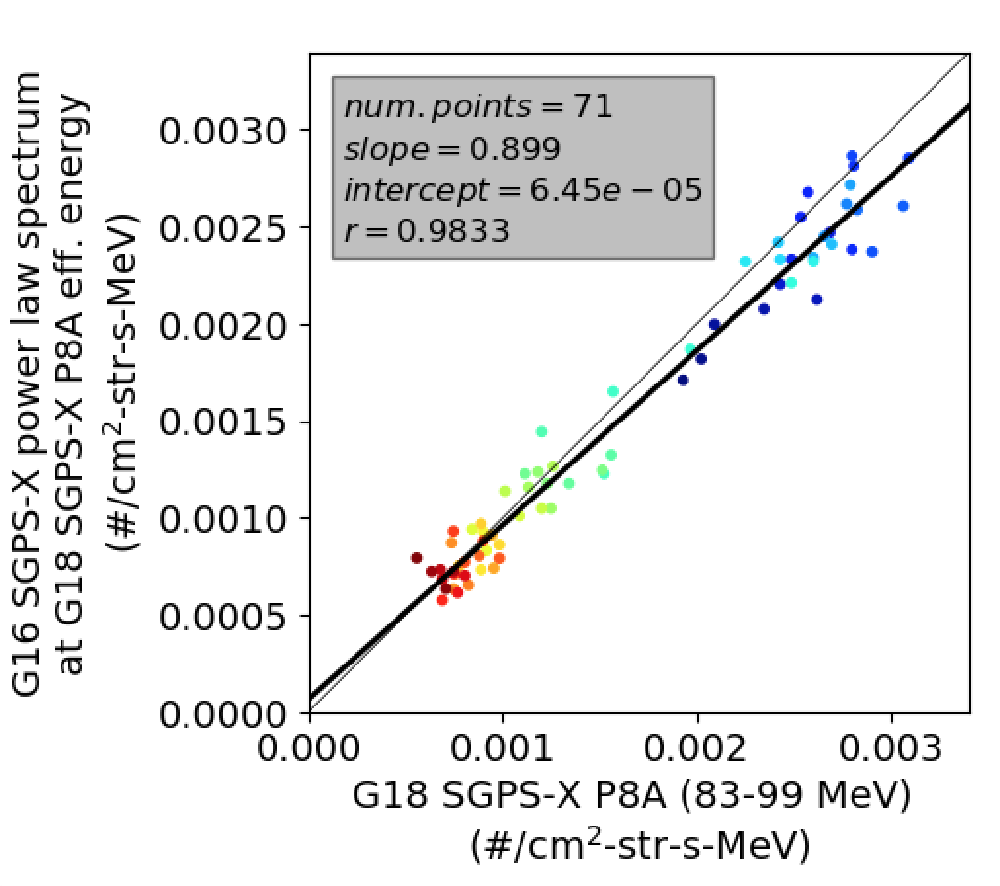 num. points = 71
slope = 0.899
intercept = 6.45e − 05
r = 0.9833
G16 SGPS-X power law spectrum
at G18 SGPS-X P8A eff. energy
(#/cm²-str-s-MeV)
0.0030
0.0025
0.0020
0.0015
0.0010
0.0005
0.0000
0.000 0.001 0.002 0.003
G18 SGPS-X P8A (83-99 MeV)
(#/cm²-str-s-MeV)